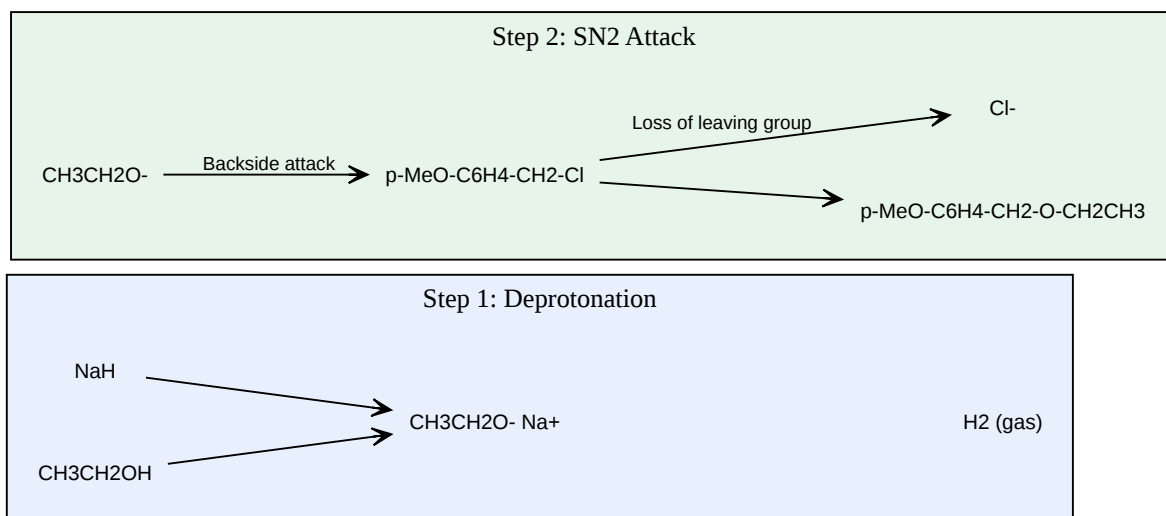 Step 2: SN2 Attack
Cl-
Loss of leaving group
Backside attack
CH3CH2O-
p-MeO-C6H4-CH2-Cl
p-MeO-C6H4-CH2-O-CH2CH3
Step 1: Deprotonation
NaH
CH3CH2O- Na+
H2 (gas)
CH3CH2OH